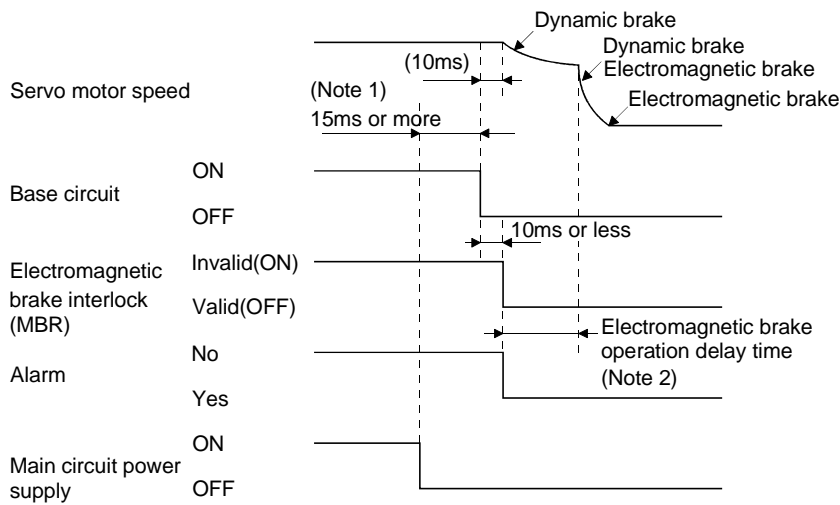 Dynamic brake
Dynamic brake
Electromagnetic brake
Electromagnetic brake
(10ms)
Servo motor speed
(Note 1)
15ms or more
Base circuit
ON
OFF
10ms or less
Electromagnetic
brake interlock
(MBR)
Invalid(ON)
Valid(OFF)
Electromagnetic brake
operation delay time
(Note 2)
Alarm
No
Yes
Main circuit power
supply
ON
OFF